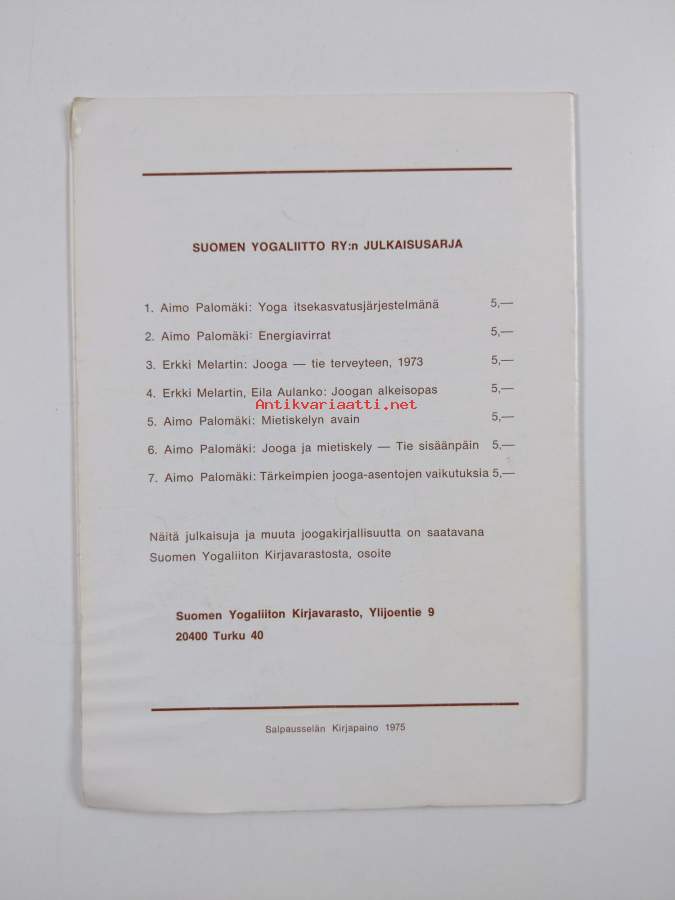 SUOMEN YOGALIITTO RY:n JULKAISUSARJA
1. Aimo Palomäki: Yoga itsekasvatusjärjestelmänä 5,—
2. Aimo Palomäki: Energiavirrat 5,—
3. Erkki Melartin: Jooga — tie terveyteen, 1973 5,—
4. Erkki Melartin, Eila Aulanko: Joogan alkeisopas 5,—
Antikvariaatti.net
5. Aimo Palomäki: Mietiskelyn avain 5,—
6. Aimo Palomäki: Jooga ja mietiskely — Tie sisäänpäin 5,—
7. Aimo Palomäki: Tärkeimpien jooga-asentojen vaikutuksia 5,—
Näitä julkaisuja ja muuta joogakirjallisuutta on saatavana
Suomen Yogaliiton Kirjavarastosta, osoite
Suomen Yogaliiton Kirjavarasto, Ylijoentie 9
20400 Turku 40
Salpausselän Kirjapaino 1975